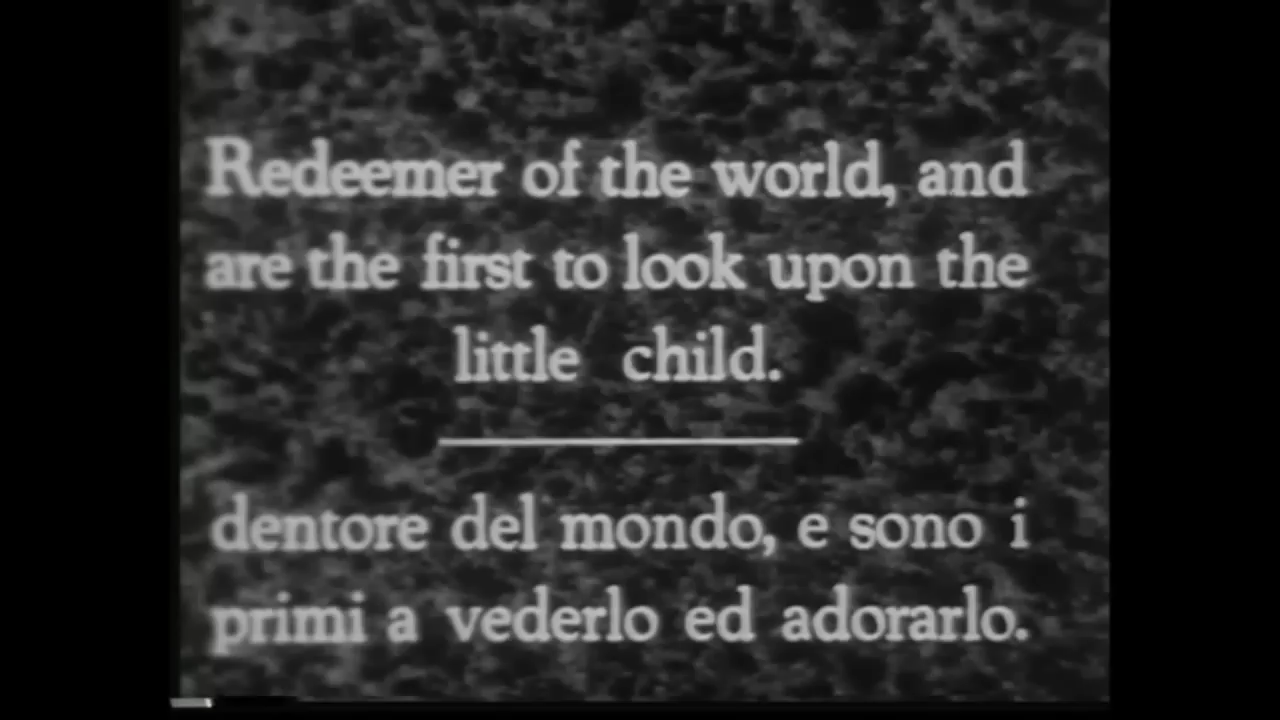 Redeemer of the world, and
are the first to look upon the
little child.
dentore del mondo, e sono i
primi a vederlo ed adorarlo.